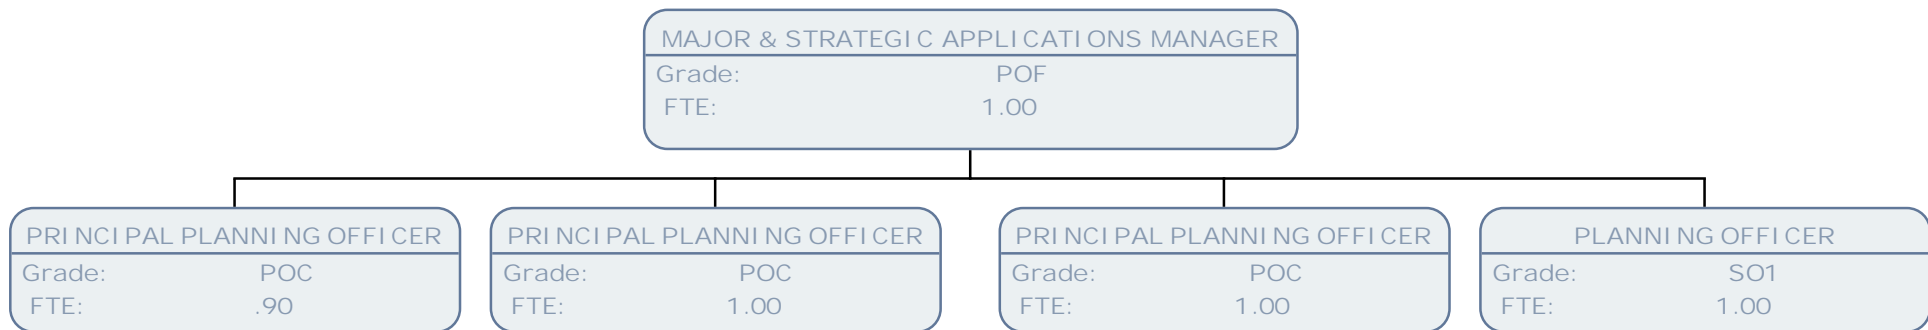 MAJOR & STRATEGIC APPLICATIONS MANAGER
Grade: POF
FTE: 1.00
PRINCIPAL PLANNING OFFICER
Grade: POC
FTE: .90
PRINCIPAL PLANNING OFFICER
Grade: POC
FTE: 1.00
PRINCIPAL PLANNING OFFICER
Grade: POC
FTE: 1.00
PLANNING OFFICER
Grade: SO1
FTE: 1.00